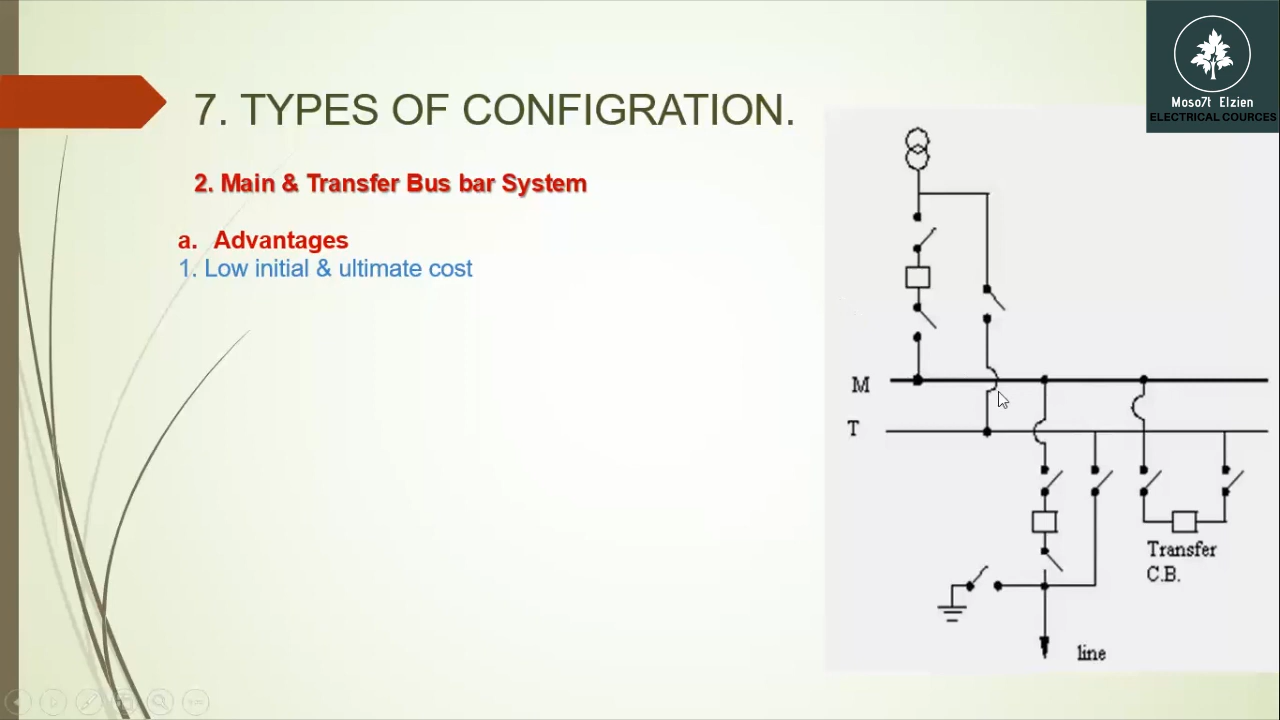 Moso7t Elzien
ELECTRICAL COURCES
7. TYPES OF CONFIGRATION.
2. Main & Transfer Bus bar System
a. Advantages
1. Low initial & ultimate cost
M
T
Transfer
C.B.
line